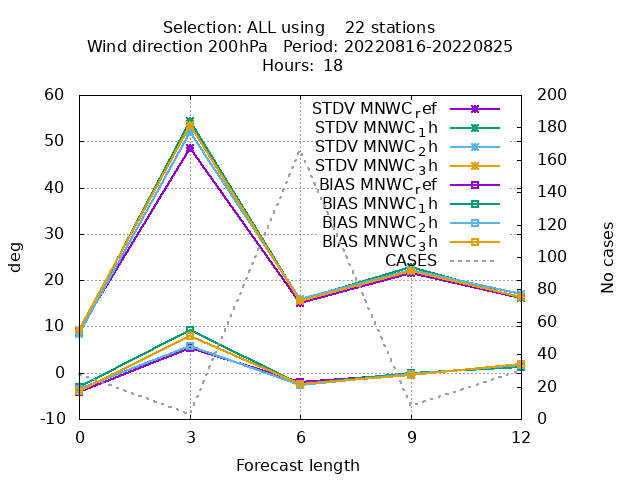 Selection: ALL using 22 stations
Wind direction 200hPa Period: 20220816-20220825
Hours: 18
60
50
40
30
20
10
0
-10
deg
200
180
160
140
120
100
80
60
40
20
0
No cases
STDV MNWC_ref
STDV MNWC_1h
STDV MNWC_2h
STDV MNWC_3h
BIAS MNWC_ref
BIAS MNWC_1h
BIAS MNWC_2h
BIAS MNWC_3h
CASES
0 3 6 9 12
Forecast length